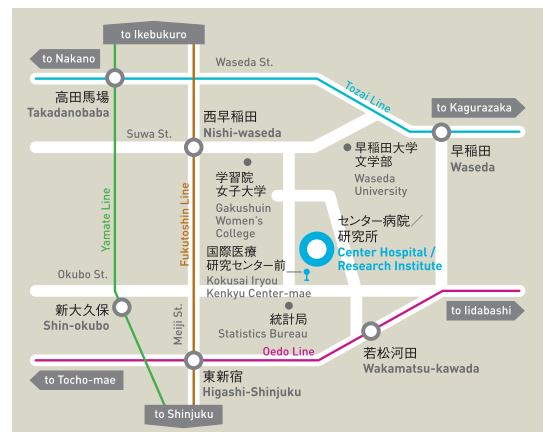 to Ikebukuro
to Nakano
Waseda St.
高田馬場
Takadanobaba
Tozai Line
to Kagurazaka
西早稲田
Nishi-waseda
Suwa St.
早稲田大学
文学部
Waseda
University
早稲田
Waseda
学習院
女子大学
Gakushuin
Women's
College
Yamate Line
Fukutoshin Line
センター病院／
研究所
Center Hospital /
Research Institute
国際医療
研究センター前
Kokusai Iryou
Kenkyu Center-mae
Okubo St.
新大久保
Shin-okubo
Meiji St.
統計局
Statistics Bureau
to Iidabashi
Oedo Line
若松河田
Wakamatsu-kawada
to Tocho-mae
東新宿
Higashi-Shinjuku
to Shinjuku